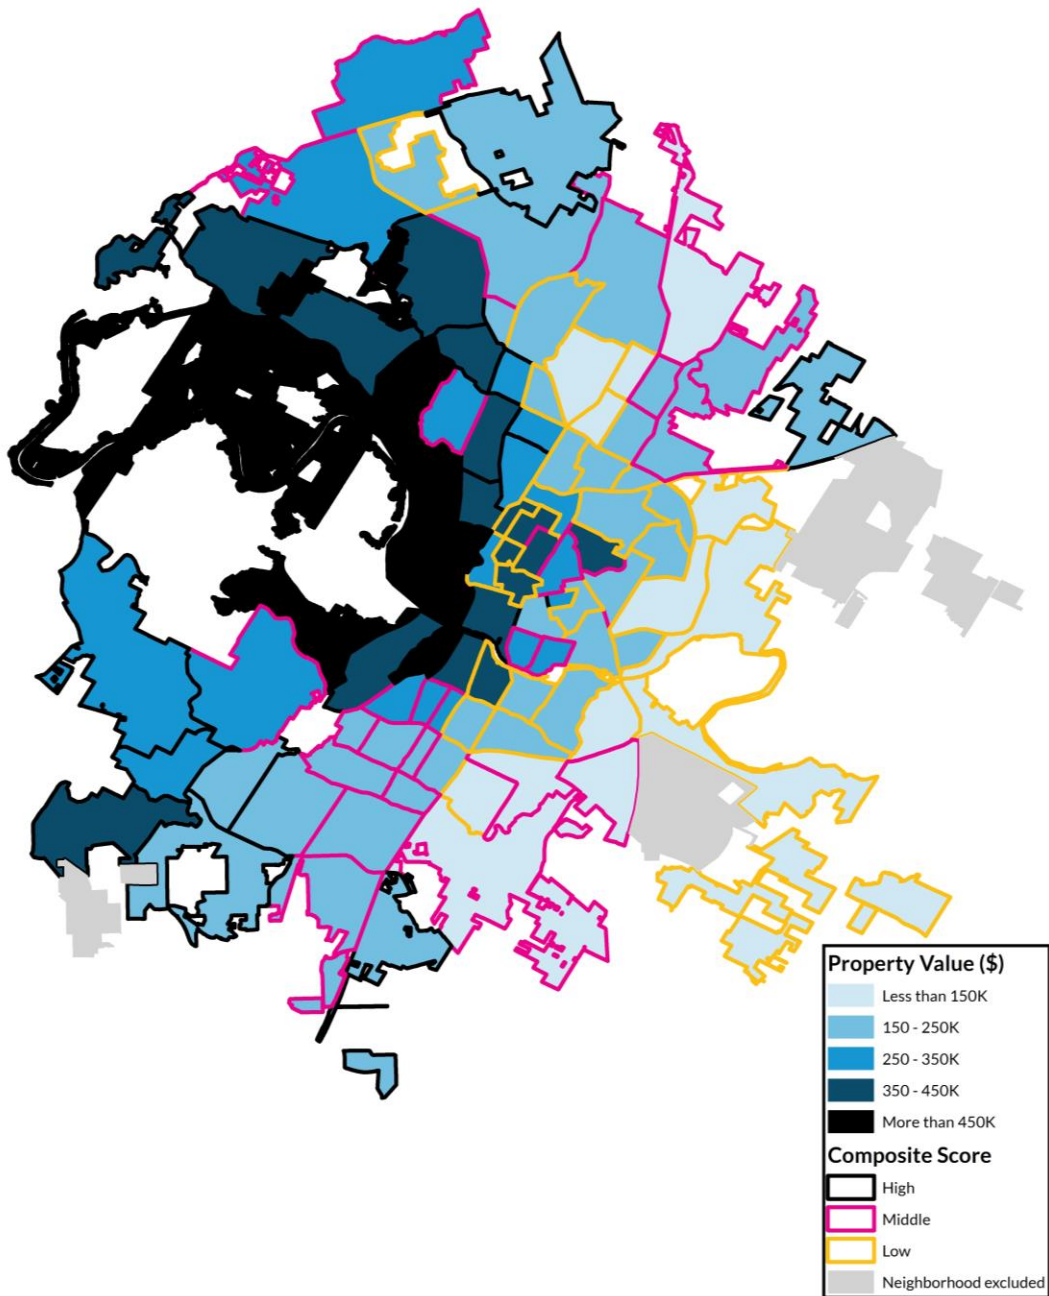 Property Value ($)
Less than 150K
150 - 250K
250 - 350K
350 - 450K
More than 450K
Composite Score
High
Middle
Low
Neighborhood excluded